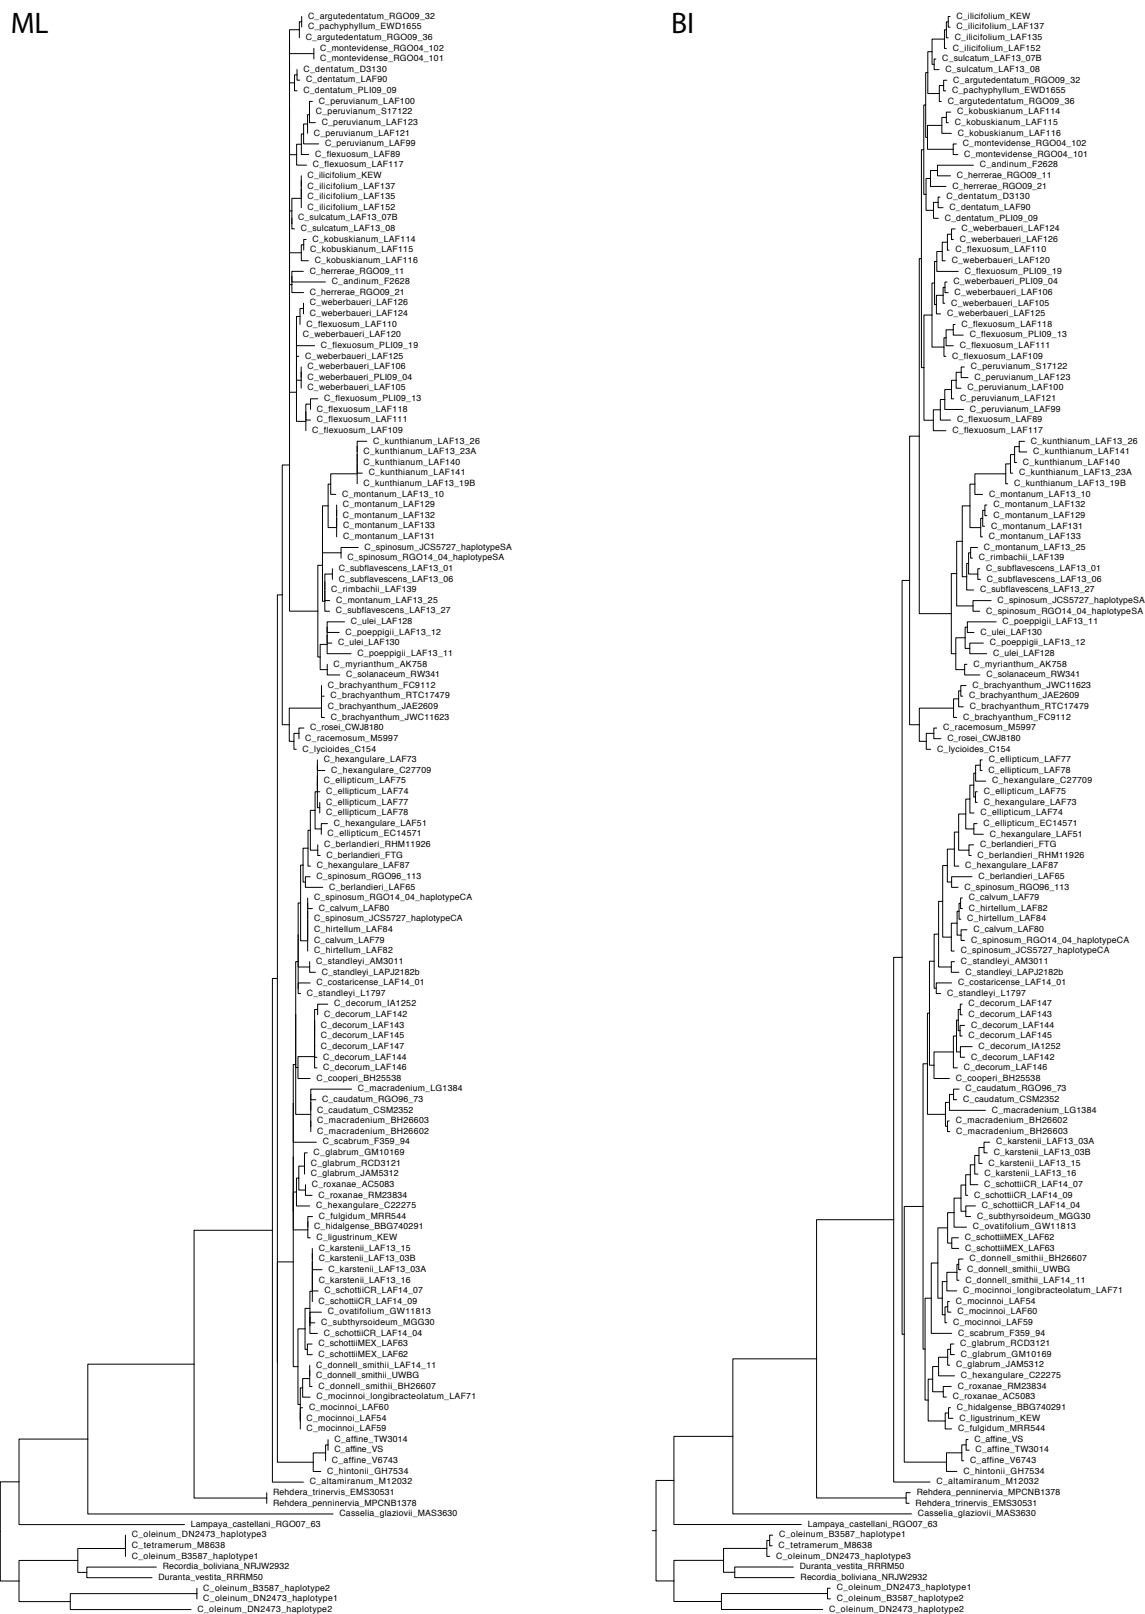 ML
C_argutedentatum_RGO09_32
C_pachyphyllum_EWD1655
C_argutedentatum_RGO09_36
C_montevidense_RGO04_102
C_montevidense_RGO04_101
C_dentatum_D3130
C_dentatum_LAF90
C_dentatum_PLI09_09
C_peruvianum_LAF100
C_peruvianum_S17122
C_peruvianum_LAF123
C_peruvianum_LAF121
C_peruvianum_LAF99
C_flexuosum_LAF89
C_flexuosum_LAF117
C_ilicifolium_KEW
C_ilicifolium_LAF137
C_ilicifolium_LAF135
C_ilicifolium_LAF152
C_sulcatum_LAF13_07B
C_sulcatum_LAF13_08
C_kobuskianum_LAF114
C_kobuskianum_LAF115
C_kobuskianum_LAF116
C_herrerae_RGO09_11
C_andinum_F2628
C_herrerae_RGO09_21
C_weberbaueri_LAF126
C_weberbaueri_LAF124
C_flexuosum_LAF110
C_weberbaueri_LAF120
C_flexuosum_PLI09_19
C_weberbaueri_LAF125
C_weberbaueri_LAF106
C_weberbaueri_PLI09_04
C_weberbaueri_LAF105
C_flexuosum_PLI09_13
C_flexuosum_LAF118
C_flexuosum_LAF111
C_flexuosum_LAF109
C_kunthianum_LAF13_26
C_kunthianum_LAF13_23A
C_kunthianum_LAF140
C_kunthianum_LAF141
C_kunthianum_LAF13_19B
C_montanum_LAF13_10
C_montanum_LAF129
C_montanum_LAF132
C_montanum_LAF133
C_montanum_LAF131
C_spinosum_JCS5727_haplotypeSA
C_spinosum_RGO14_04_haplotypeSA
C_subflavescens_LAF13_01
C_subflavescens_LAF13_06
C_rimbachii_LAF139
C_montanum_LAF13_25
C_subflavescens_LAF13_27
C_ulei_LAF128
C_poeppigii_LAF13_12
C_ulei_LAF130
C_poeppigii_LAF13_11
C_myrianthum_AK758
C_solanaceum_RW341
C_brachyanthum_FC9112
C_brachyanthum_RTC17479
C_brachyanthum_JAE2609
C_brachyanthum_JWC11623
C_rosei_CWJ8180
C_racemosum_M5997
C_lycioides_C154
C_hexangulare_LAF73
C_hexangulare_C27709
C_ellipticum_LAF75
C_ellipticum_LAF74
C_ellipticum_LAF77
C_ellipticum_LAF78
C_hexangulare_LAF51
C_ellipticum_EC14571
C_berlandieri_RHM11926
C_berlandieri_FTG
C_hexangulare_LAF87
C_spinosum_RGO96_113
C_berlandieri_LAF65
C_spinosum_RGO14_04_haplotypeCA
C_calvum_LAF80
C_spinosum_JCS5727_haplotypeCA
C_hirtellum_LAF84
C_calvum_LAF79
C_hirtellum_LAF82
C_standleyi_AM3011
C_standleyi_LAPJ2182b
C_costaricense_LAF14_01
C_standleyi_L1797
C_decorum_IA1252
C_decorum_LAF142
C_decorum_LAF143
C_decorum_LAF145
C_decorum_LAF147
C_decorum_LAF144
C_decorum_LAF146
C_cooperi_BH25538
C_macradenium_LG1384
C_caudatum_RGO96_73
C_caudatum_CSM2352
C_macradenium_BH26603
C_macradenium_BH26602
C_scabrum_F359_94
C_glabrum_GM10169
C_glabrum_RCD3121
C_glabrum_JAM5312
C_roxanae_AC5083
C_roxanae_RM23834
C_hexangulare_C22275
C_fulgidum_MRR544
C_hidalgense_BBG740291
C_ligustrinum_KEW
C_karstenii_LAF13_15
C_karstenii_LAF13_03B
C_karstenii_LAF13_03A
C_karstenii_LAF13_16
C_schottiiCR_LAF14_07
C_schottiiCR_LAF14_09
C_ovatifolium_GW11813
C_subthyrsoideum_MGG30
C_schottiiCR_LAF14_04
C_schottiiMEX_LAF63
C_schottiiMEX_LAF62
C_donnell_smithii_LAF14_11
C_donnell_smithii_UWBG
C_donnell_smithii_BH26607
C_mocinnoi_longibracteolatum_LAF71
C_mocinnoi_LAF60
C_mocinnoi_LAF54
C_mocinnoi_LAF59
C_affine_TW3014
C_affine_VS
C_affine_V6743
C_hintonii_GH7534
C_altamiranum_M12032
Rehdera_trinervis_EMS30531
Rehdera_penninervia_MPCNB1378
Casselia_glaziovii_MAS3630
Lampaya_castellani_RGO07_63
C_oleinum_DN2473_haplotype3
C_tetramerum_M8638
C_oleinum_B3587_haplotype1
Recordia_boliviana_NRJW2932
Duranta_vestita_RRRM50
C_oleinum_B3587_haplotype2
C_oleinum_DN2473_haplotype1
C_oleinum_DN2473_haplotype2
BI
C_ilicifolium_KEW
C_ilicifolium_LAF137
C_ilicifolium_LAF135
C_ilicifolium_LAF152
C_sulcatum_LAF13_07B
C_sulcatum_LAF13_08
C_argutedentatum_RGO09_32
C_pachyphyllum_EWD1655
C_argutedentatum_RGO09_36
C_kobuskianum_LAF114
C_kobuskianum_LAF115
C_kobuskianum_LAF116
C_montevidense_RGO04_102
C_montevidense_RGO04_101
C_andinum_F2628
C_herrerae_RGO09_11
C_herrerae_RGO09_21
C_dentatum_D3130
C_dentatum_LAF90
C_dentatum_PLI09_09
C_weberbaueri_LAF124
C_weberbaueri_LAF126
C_flexuosum_LAF110
C_weberbaueri_LAF120
C_flexuosum_PLI09_19
C_weberbaueri_PLI09_04
C_weberbaueri_LAF106
C_weberbaueri_LAF105
C_weberbaueri_LAF125
C_flexuosum_LAF118
C_flexuosum_PLI09_13
C_flexuosum_LAF111
C_flexuosum_LAF109
C_peruvianum_S17122
C_peruvianum_LAF123
C_peruvianum_LAF100
C_peruvianum_LAF121
C_peruvianum_LAF99
C_flexuosum_LAF89
C_flexuosum_LAF117
C_kunthianum_LAF13_26
C_kunthianum_LAF141
C_kunthianum_LAF140
C_kunthianum_LAF13_23A
C_kunthianum_LAF13_19B
C_montanum_LAF13_10
C_montanum_LAF132
C_montanum_LAF129
C_montanum_LAF131
C_montanum_LAF133
C_montanum_LAF13_25
C_rimbachii_LAF139
C_subflavescens_LAF13_01
C_subflavescens_LAF13_06
C_subflavescens_LAF13_27
C_spinosum_JCS5727_haplotypeSA
C_spinosum_RGO14_04_haplotypeSA
C_poeppigii_LAF13_11
C_ulei_LAF130
C_poeppigii_LAF13_12
C_ulei_LAF128
C_myrianthum_AK758
C_solanaceum_RW341
C_brachyanthum_JWC11623
C_brachyanthum_JAE2609
C_brachyanthum_RTC17479
C_brachyanthum_FC9112
C_racemosum_M5997
C_rosei_CWJ8180
C_lycioides_C154
C_ellipticum_LAF77
C_ellipticum_LAF78
C_hexangulare_C27709
C_ellipticum_LAF75
C_hexangulare_LAF73
C_ellipticum_LAF74
C_ellipticum_EC14571
C_hexangulare_LAF51
C_berlandieri_FTG
C_berlandieri_RHM11926
C_hexangulare_LAF87
C_berlandieri_LAF65
C_spinosum_RGO96_113
C_calvum_LAF79
C_hirtellum_LAF82
C_hirtellum_LAF84
C_calvum_LAF80
C_spinosum_RGO14_04_haplotypeCA
C_spinosum_JCS5727_haplotypeCA
C_standleyi_AM3011
C_standleyi_LAPJ2182b
C_costaricense_LAF14_01
C_standleyi_L1797
C_decorum_LAF147
C_decorum_LAF143
C_decorum_LAF144
C_decorum_LAF145
C_decorum_IA1252
C_decorum_LAF142
C_decorum_LAF146
C_cooperi_BH25538
C_caudatum_RGO96_73
C_caudatum_CSM2352
C_macradenium_LG1384
C_macradenium_BH26602
C_macradenium_BH26603
C_karstenii_LAF13_03A
C_karstenii_LAF13_03B
C_karstenii_LAF13_15
C_karstenii_LAF13_16
C_schottiiCR_LAF14_07
C_schottiiCR_LAF14_09
C_schottiiCR_LAF14_04
C_subthyrsoideum_MGG30
C_ovatifolium_GW11813
C_schottiiMEX_LAF62
C_schottiiMEX_LAF63
C_donnell_smithii_BH26607
C_donnell_smithii_UWBG
C_donnell_smithii_LAF14_11
C_mocinnoi_longibracteolatum_LAF71
C_mocinnoi_LAF54
C_mocinnoi_LAF60
C_mocinnoi_LAF59
C_scabrum_F359_94
C_glabrum_RCD3121
C_glabrum_GM10169
C_glabrum_JAM5312
C_hexangulare_C22275
C_roxanae_RM23834
C_roxanae_AC5083
C_hidalgense_BBG740291
C_ligustrinum_KEW
C_fulgidum_MRR544
C_affine_VS
C_affine_TW3014
C_affine_V6743
C_hintonii_GH7534
C_altamiranum_M12032
Rehdera_penninervia_MPCNB1378
Rehdera_trinervis_EMS30531
Casselia_glaziovii_MAS3630
Lampaya_castellani_RGO07_63
C_oleinum_B3587_haplotype1
C_tetramerum_M8638
C_oleinum_DN2473_haplotype3
Duranta_vestita_RRRM50
Recordia_boliviana_NRJW2932
C_oleinum_DN2473_haplotype1
C_oleinum_B3587_haplotype2
C_oleinum_DN2473_haplotype2